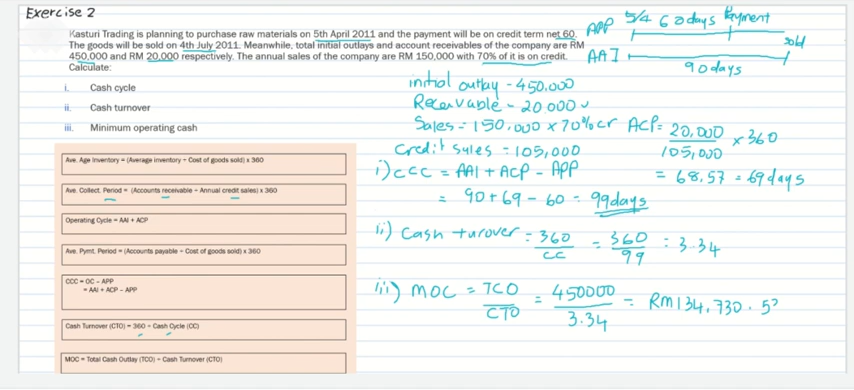 Exercise 2
Kasturi Trading is planning to purchase raw materials on 5th April 2011 and the payment will be on credit term net 60.
The goods will be sold on 4th July 2011. Meanwhile, total initial outlays and account receivables of the company are RM
450,000 and RM 20,000 respectively. The annual sales of the company are RM 150,000 with 70% of it is on credit.
Calculate:
i. Cash cycle
ii. Cash turnover
iii. Minimum operating cash
Ave. Age Inventory = (Average inventory ÷ Cost of goods sold) x 360
Ave. Collect. Period = (Accounts receivable ÷ Annual credit sales) x 360
Operating Cycle = AAI + ACP
Ave. Pymt. Period = (Accounts payable ÷ Cost of goods sold) x 360
CCC = OC - APP
= AAI + ACP - APP
Cash Turnover (CTO) = 360 ÷ Cash Cycle (CC)
MOC = Total Cash Outlay (TCO) ÷ Cash Turnover (CTO)
APP 5/4 60 days Payment
sold
AAI
90 days
initial outlay - 450,000
Receivable - 20.000
Sales = 150,000 x 70% cr
Credit sales = 105,000
ACP = 20,000 x 360
105,000
= 68.57 = 69 days
i) CCC = AAI + ACP - APP
= 90 + 69 - 60 = 99 days
ii) Cash turover = 360 = 360 = 3.34
CC 99
iii) MOC = TCO = 450000 = RM134,730.5
CTO 3.34